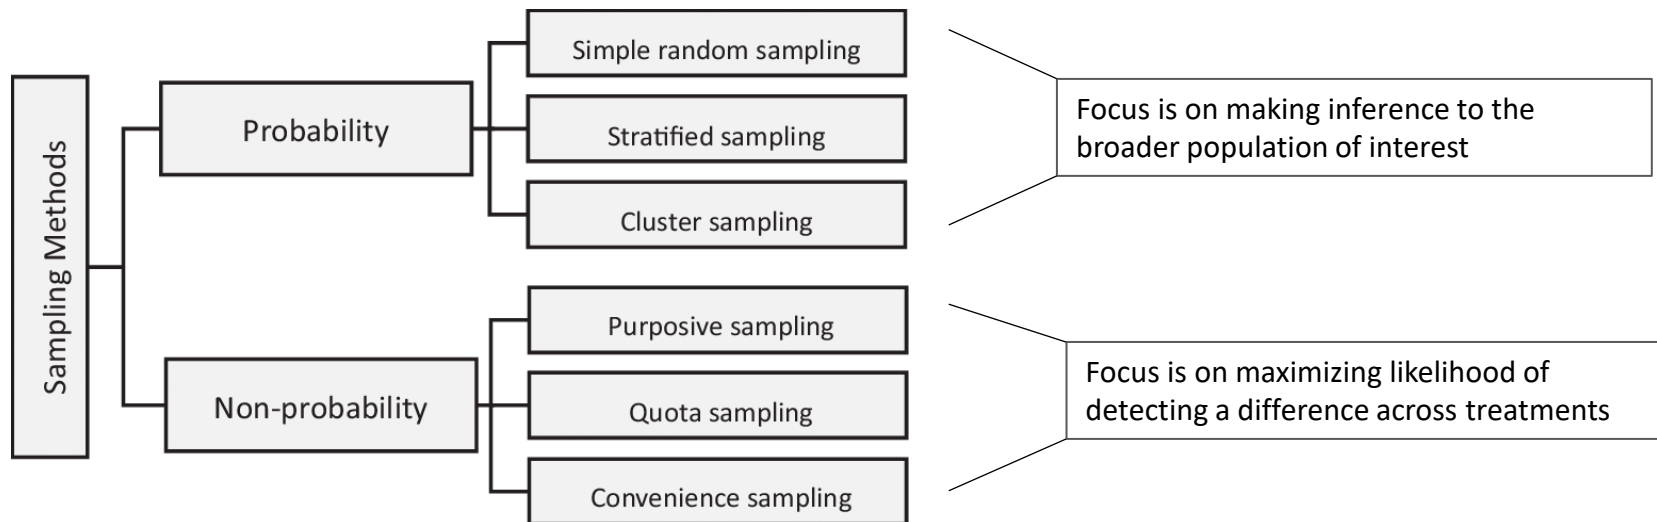 Sampling Methods
Probability
Simple random sampling
Stratified sampling
Cluster sampling
Focus is on making inference to the
broader population of interest
Non-probability
Purposive sampling
Quota sampling
Convenience sampling
Focus is on maximizing likelihood of
detecting a difference across treatments